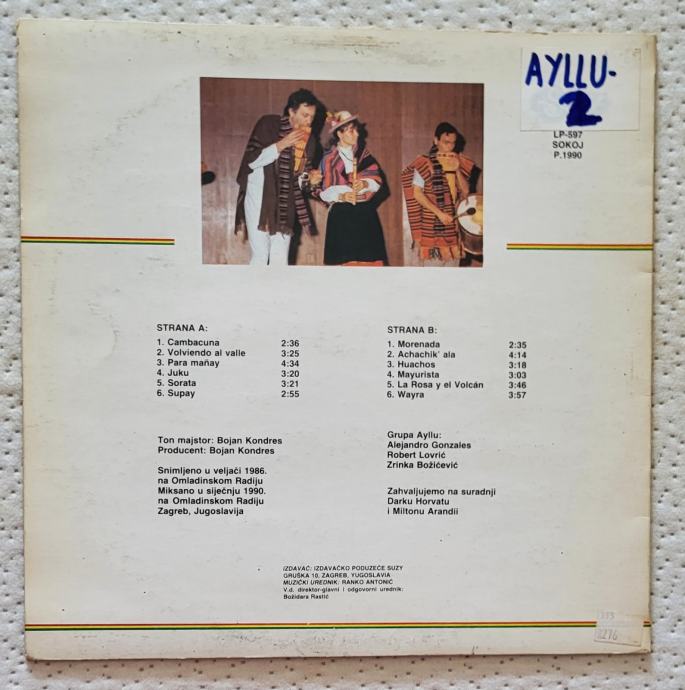 AYLLU-
2
LP-597
SOKOJ
P.1990
STRANA A:
1. Cambacuna 2:36
2. Volviendo al valle 3:25
3. Para mañay 4:34
4. Juku 3:20
5. Sorata 3:21
6. Supay 2:55
STRANA B:
1. Morenada 2:35
2. Achachik' ala 4:14
3. Huachos 3:18
4. Mayurista 3:03
5. La Rosa y el Volcán 3:46
6. Wayra 3:57
Ton majstor: Bojan Kondres
Producent: Bojan Kondres
Snimljeno u veljači 1986.
na Omladinskom Radiju
Miksano u siječnju 1990.
na Omladinskom Radiju
Zagreb, Jugoslavija
Grupa Ayllu:
Alejandro Gonzales
Robert Lovrić
Zrinka Božičević
Zahvaljujemo na suradnji
Darku Horvatu
i Miltonu Arandii
IZDAVAČ: IZDAVAČKO PODUZEĆE SUZY
GRUŠKA 10, ZAGREB, YUGOSLAVIA
MUZIČKI UREDNIK: RANKO ANTONIĆ
V.d. direktor-glavni i odgovorni urednik:
Božidara Rastić